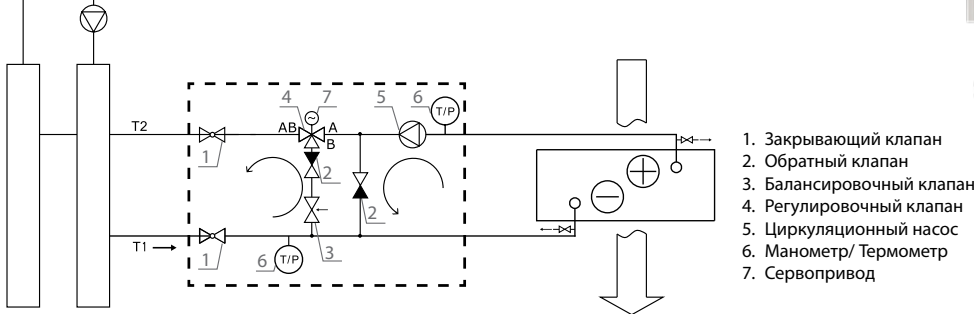 4 7 5 6
T/P
T2 AB A
B
1 2
2
T1
1 6 T/P 3
1. Закрывающий клапан
2. Обратный клапан
3. Балансировочный клапан
4. Регулировочный клапан
5. Циркуляционный насос
6. Манометр/ Термометр
7. Сервопривод